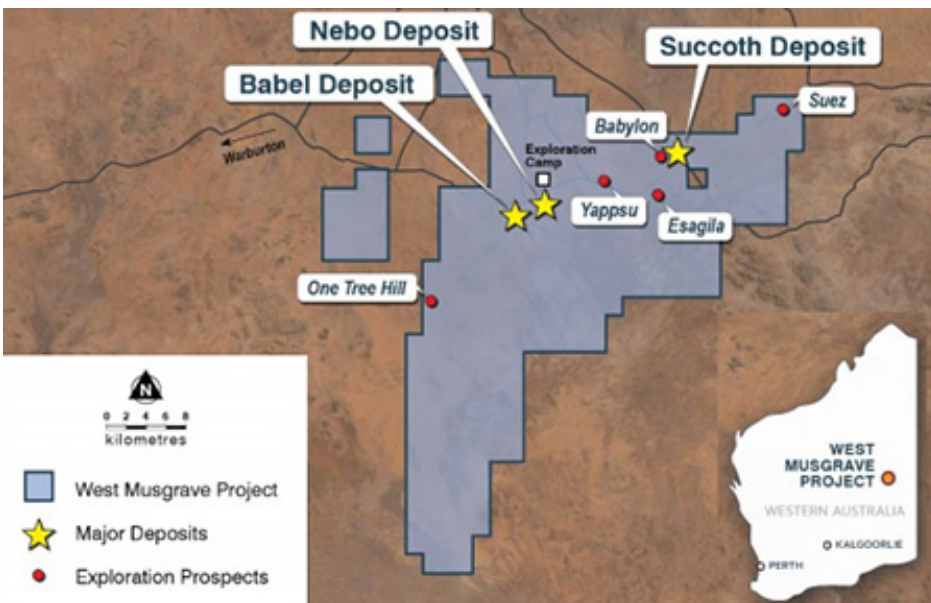 Nebo Deposit
Succoth Deposit
Babel Deposit
Suez
Babylon
Warburton
Exploration
Camp
Yappsu
Esagila
One Tree Hill
N
0 2 4 6 8
kilometres
West Musgrave Project
Major Deposits
Exploration Prospects
WEST
MUSGRAVE
PROJECT
WESTERN AUSTRALIA
KALGOORLIE
PERTH